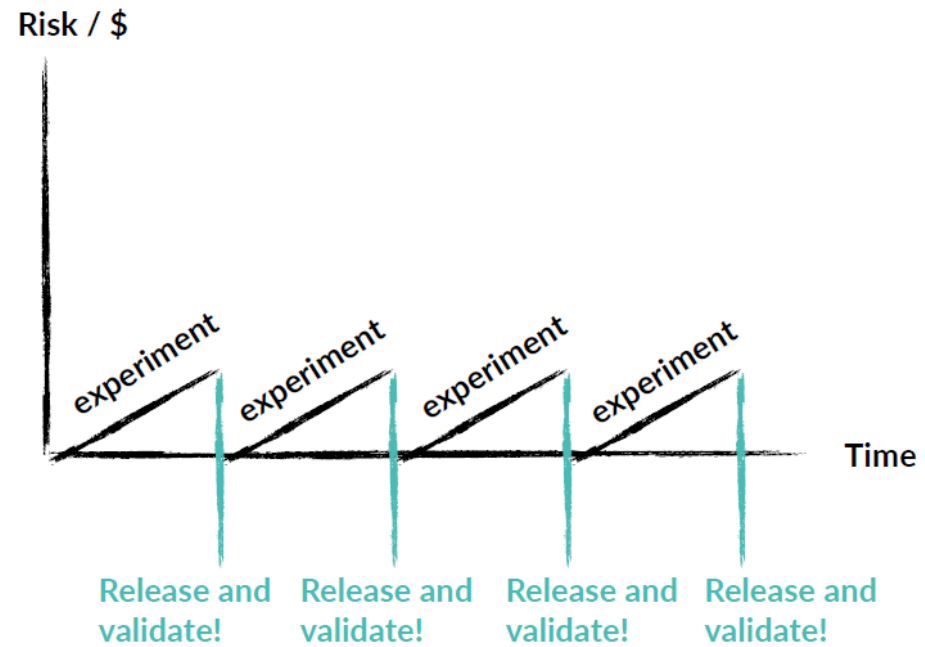 Risk / $
experiment
experiment
experiment
experiment
Time
Release and
validate!
Release and
validate!
Release and
validate!
Release and
validate!